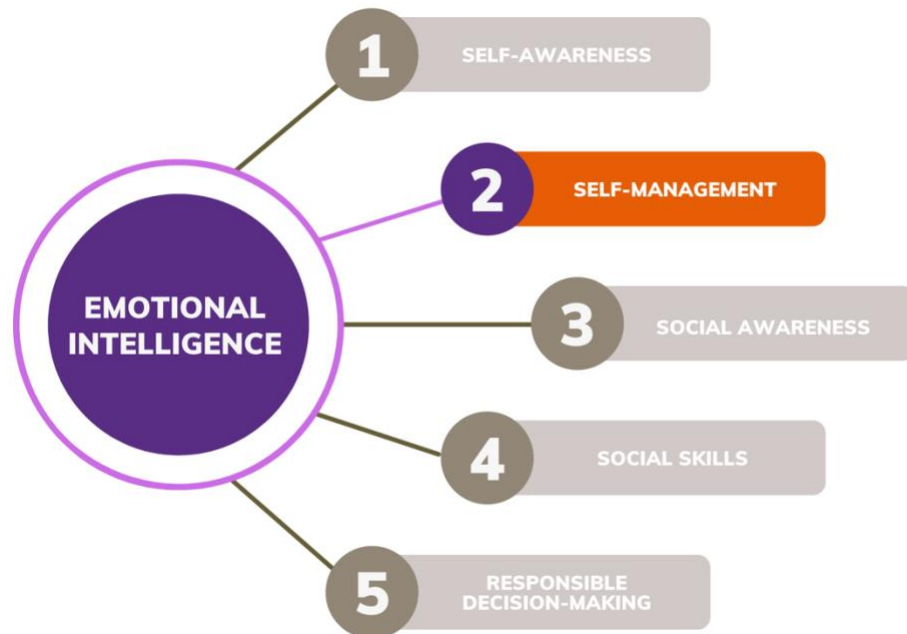 1
SELF-AWARENESS
2
SELF-MANAGEMENT
EMOTIONAL
INTELLIGENCE
3
SOCIAL AWARENESS
4
SOCIAL SKILLS
5
RESPONSIBLE
DECISION-MAKING